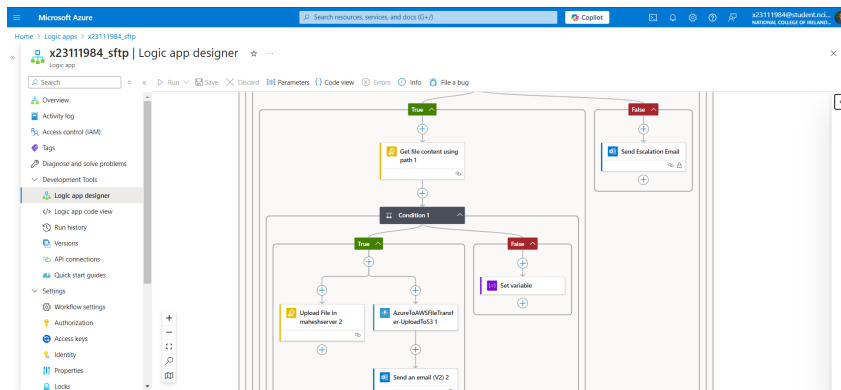 Microsoft Azure
Search resources, services, and docs (G+/)
Copilot
x23111984@student.nci...
NATIONAL COLLEGE OF IRELAND...
Home > Logic apps > x23111984_sftp
x23111984_sftp | Logic app designer
Logic app
Search
Run
Save
Discard
Parameters
Code view
Errors
Info
File a bug
Overview
Activity log
Access control (IAM)
Tags
Diagnose and solve problems
Development Tools
Logic app designer
Logic app code view
Run history
Versions
API connections
Quick start guides
Settings
Workflow settings
Authorization
Access keys
Identity
Properties
Locks
True
False
Get file content using
path 1
Send Escalation Email
Condition 1
True
False
Set variable
Upload File in
maheshserver 2
AzureToAWSFileTransf
er-UploadToS3 1
Send an email (V2) 2